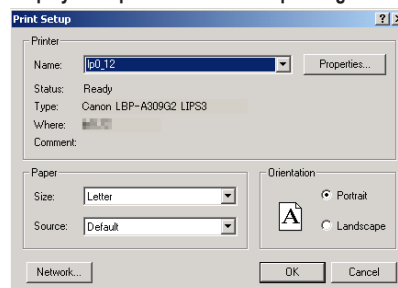 Print Setup
Printer
Name: lp0_12 Properties...
Status: Ready
Type: Canon LBP-A309G2 LIPS3
Where:
Comment:
Paper
Size: Letter
Source: Default
Orientation
A
Portrait
Landscape
Network... OK Cancel